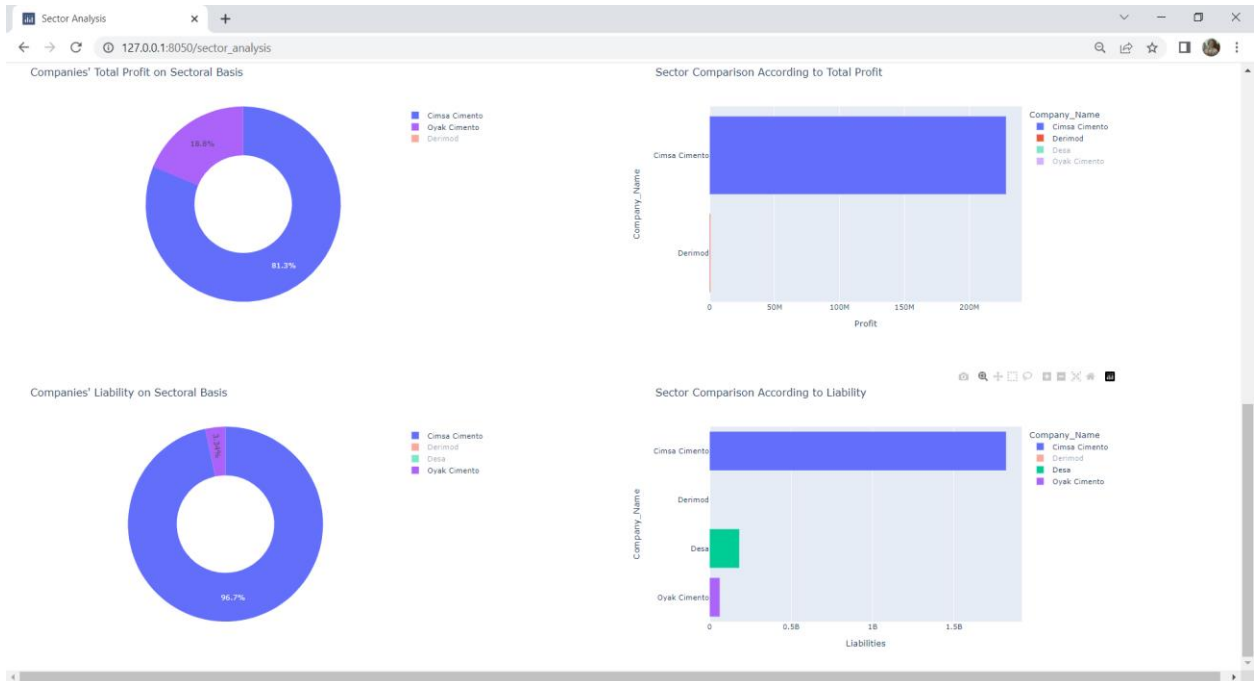 Sector Analysis
127.0.0.1:8050/sector_analysis
Companies' Total Profit on Sectoral Basis
Cimsa Cimento
Oyak Cimento
Derimod
18.8%
81.3%
Sector Comparison According to Total Profit
Company_Name
Cimsa Cimento
Derimod
Desa
Oyak Cimento
Company_Name
Cimsa Cimento
Derimod
0
50M
100M
150M
200M
Profit
Companies' Liability on Sectoral Basis
Cimsa Cimento
Derimod
Desa
Oyak Cimento
3.34%
96.7%
Sector Comparison According to Liability
Company_Name
Cimsa Cimento
Derimod
Desa
Oyak Cimento
Company_Name
Cimsa Cimento
Derimod
Desa
Oyak Cimento
0
0.5B
1B
1.5B
Liabilities